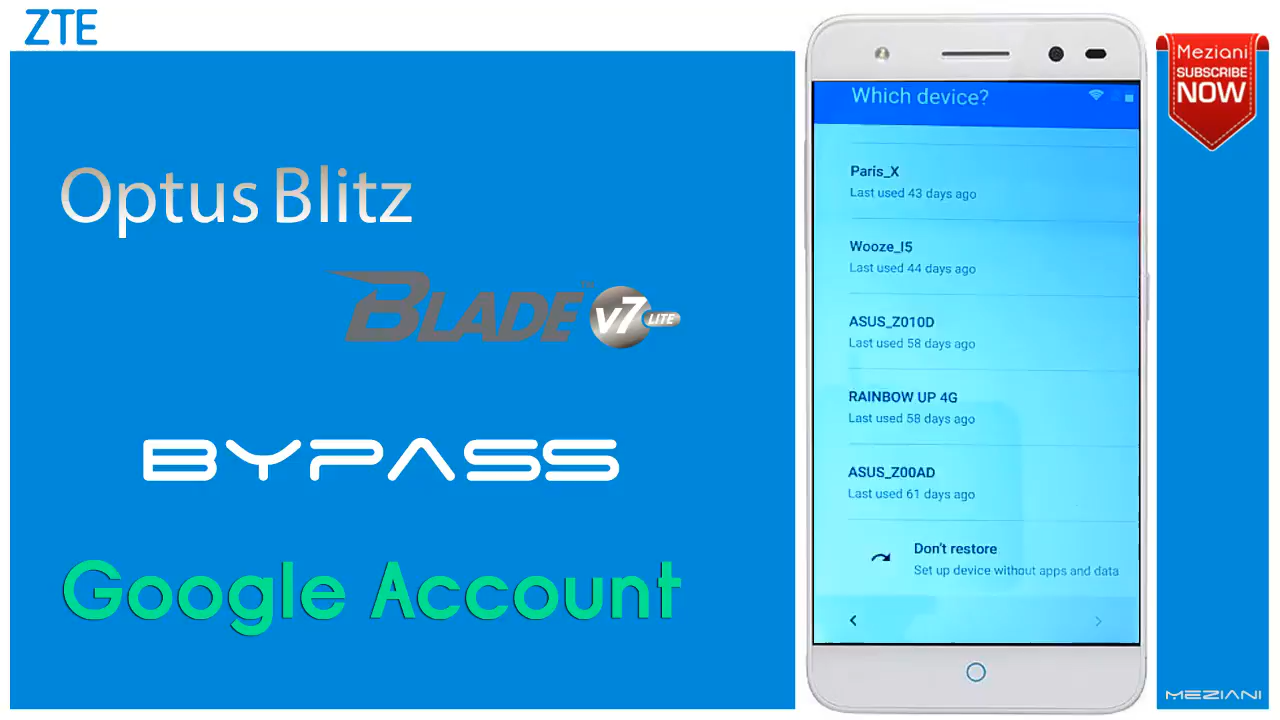 ZTE
Optus Blitz
BLADE™ V7 LITE
BYPASS
Google Account
Which device?
Paris_X
Last used 43 days ago
Wooze_I5
Last used 44 days ago
ASUS_Z010D
Last used 58 days ago
RAINBOW UP 4G
Last used 58 days ago
ASUS_Z00AD
Last used 61 days ago
Don't restore
Set up device without apps and data
Meziani
SUBSCRIBE
NOW
MEZIANI